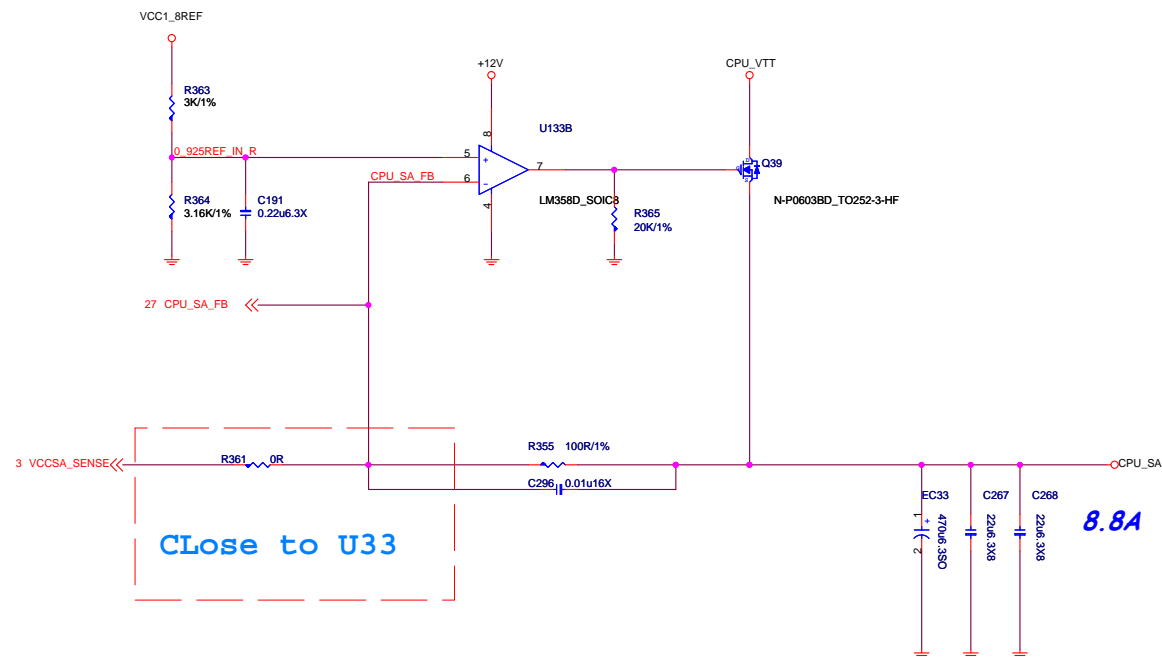 VCC1_8REF
+12V
CPU_VTT
R363
3K/1%
8
U133B
0_925REF_IN_R
5
+
7
Q39
CPU_SA_FB
6
-
R364
3.16K/1%
C191
0.22u6.3X
4
LM358D_SOIC8
R365
20K/1%
N-P0603BD_TO252-3-HF
27 CPU_SA_FB
R355 100R/1%
3 VCCSA_SENSE
R361 0R
CPU_SA
C296 0.01u16X
EC33
C267
C268
1
+
2
470u6.3SO
22u6.3X8
22u6.3X8
8.8A
CLose to U33